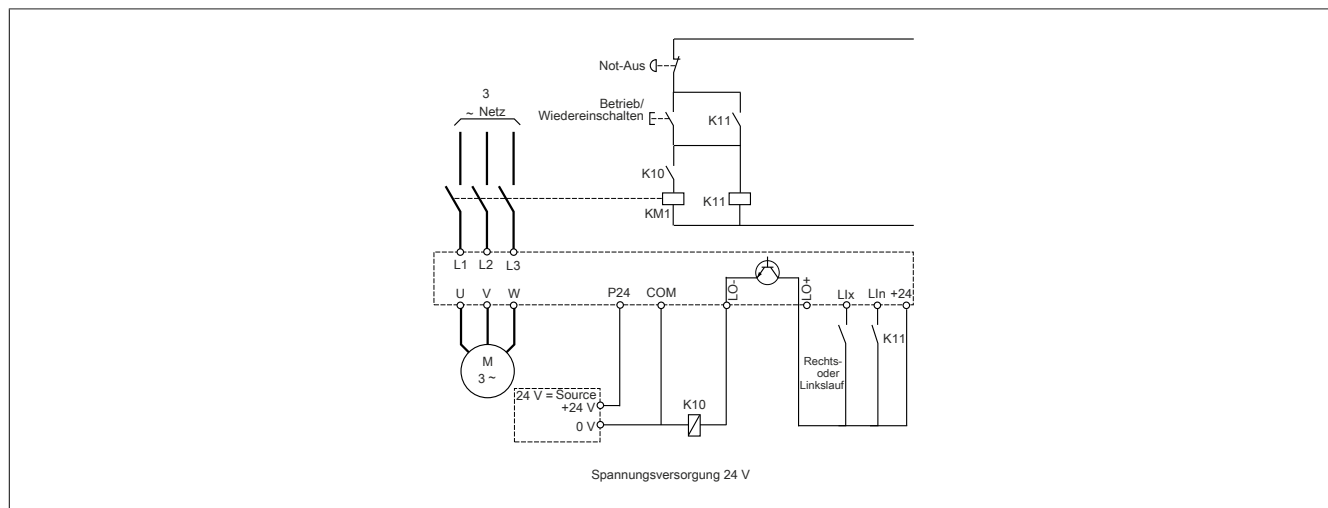 Not-Aus
3
~ Netz
Betrieb/
Wiedereinschalten
K11
K10
KM1
K11
L1 L2 L3
LO-
LO+
U V W
P24 COM
LIx LIn +24
K11
M
3 ~
Rechts-
oder
Linkslauf
24 V = Source
+24 V
0 V
K10
Spannungsversorgung 24 V